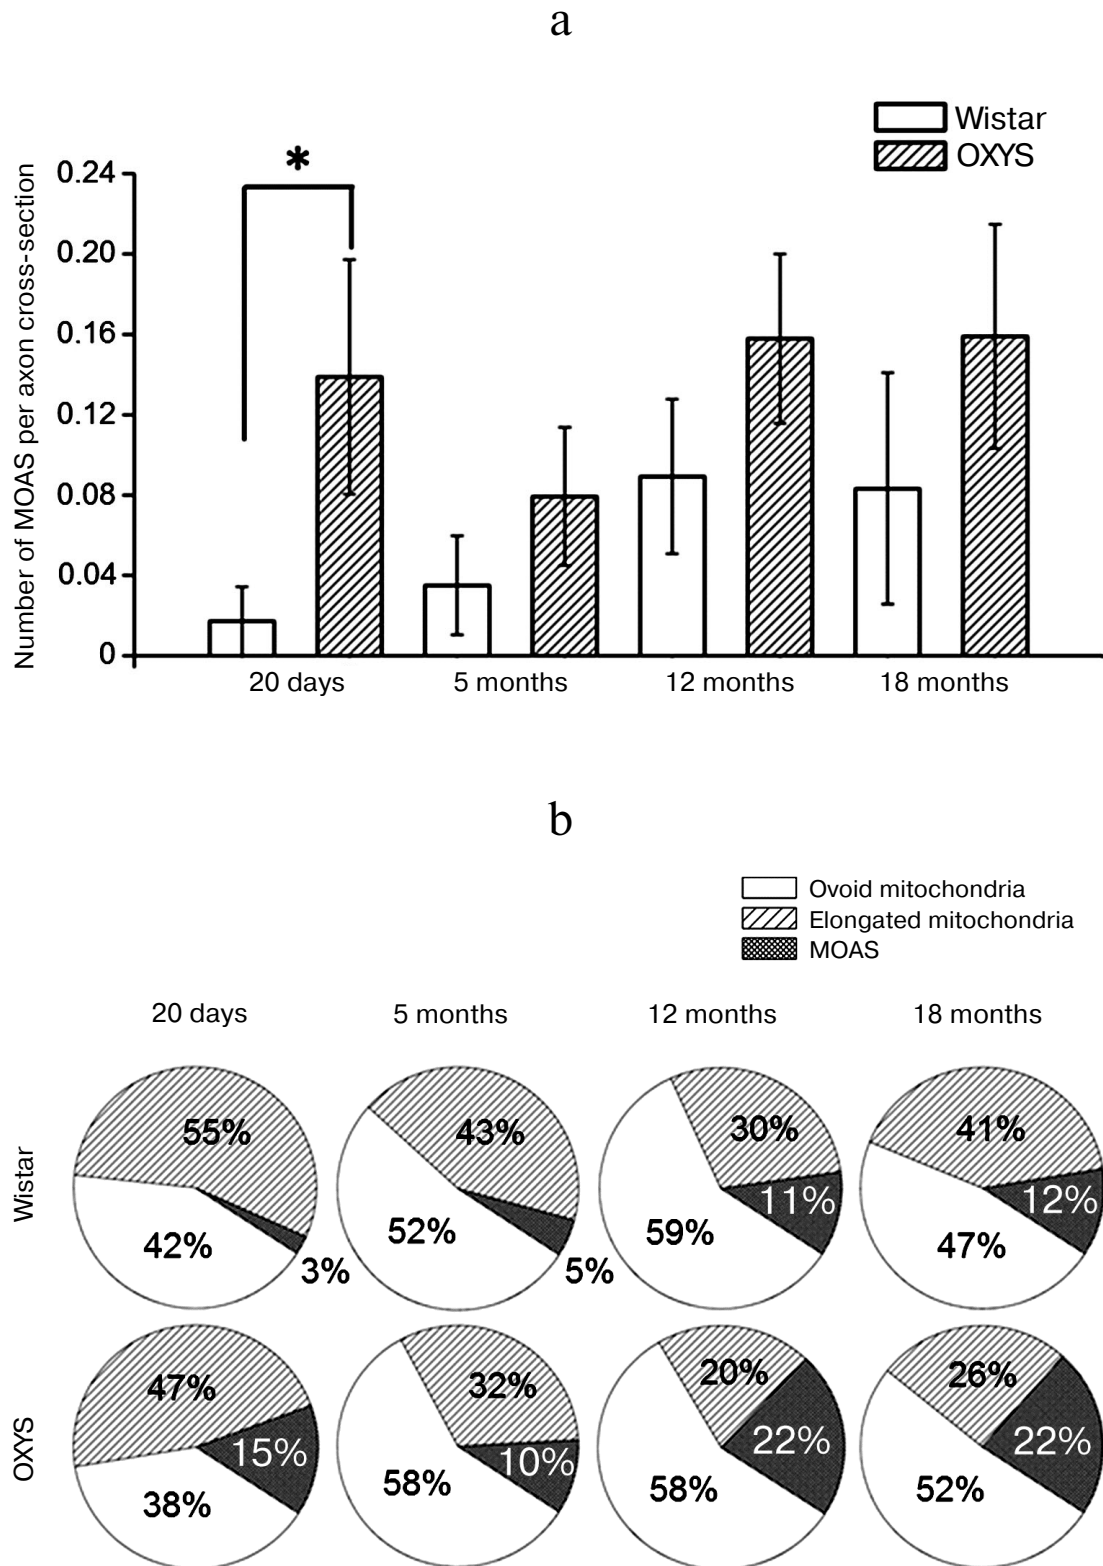 a
Wistar
OXYS
*
Number of MOAS per axon cross-section
0.24
0.20
0.16
0.12
0.08
0.04
0
20 days 5 months 12 months 18 months
b
Ovoid mitochondria
Elongated mitochondria
MOAS
20 days 5 months 12 months 18 months
Wistar
55% 43% 30% 41%
42% 52% 59% 47%
3% 5% 11% 12%
OXYS
47% 32% 20% 26%
15% 10% 22% 22%
38% 58% 58% 52%